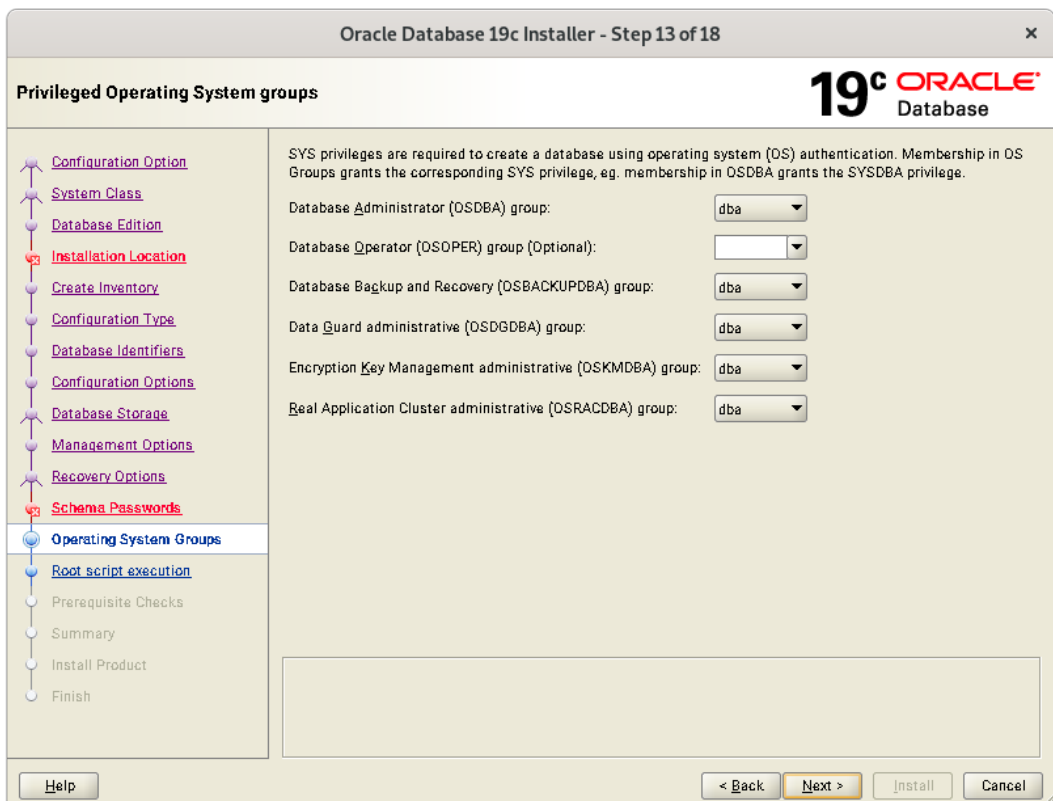 Oracle Database 19c Installer - Step 13 of 18
Privileged Operating System groups
19c ORACLE
Database
Configuration Option
System Class
Database Edition
Installation Location
Create Inventory
Configuration Type
Database Identifiers
Configuration Options
Database Storage
Management Options
Recovery Options
Schema Passwords
Operating System Groups
Root script execution
Prerequisite Checks
Summary
Install Product
Finish
SYS privileges are required to create a database using operating system (OS) authentication. Membership in OS
Groups grants the corresponding SYS privilege, eg. membership in OSDBA grants the SYSDBA privilege.
Database Administrator (OSDBA) group: dba
Database Operator (OSOPER) group (Optional):
Database Backup and Recovery (OSBACKUPDBA) group: dba
Data Guard administrative (OSDGDBA) group: dba
Encryption Key Management administrative (OSKMDBA) group: dba
Real Application Cluster administrative (OSRACDBA) group: dba
Help < Back Next > Install Cancel